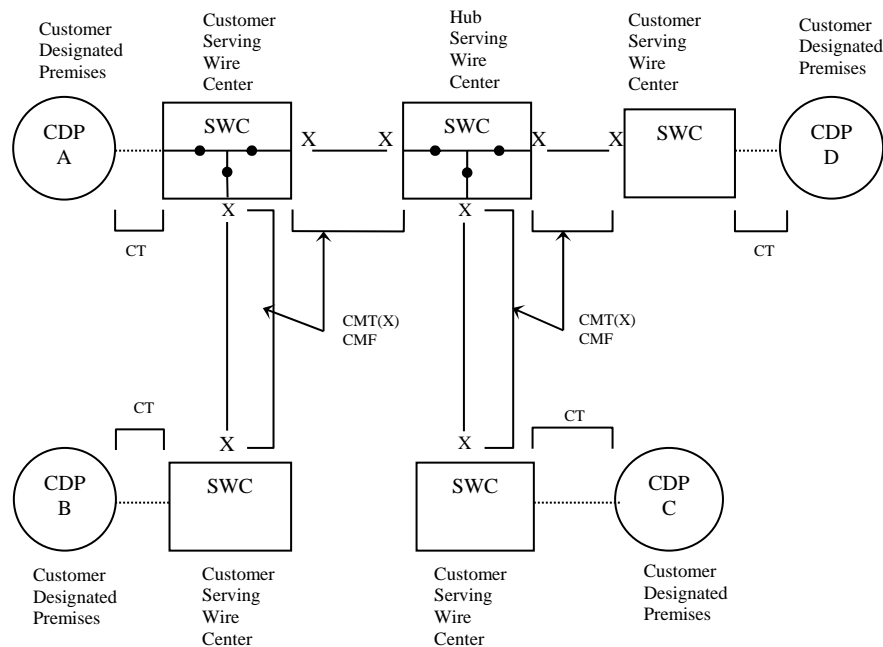 Customer
Designated
Premises
Customer
Serving
Wire
Center
Hub
Serving
Wire
Center
Customer
Serving
Wire
Center
Customer
Designated
Premises
CDP
A
SWC
X
X
SWC
X
X
SWC
CDP
D
X
X
CT
CT
CMT(X)
CMF
CMT(X)
CMF
CT
CT
X
X
CDP
B
SWC
SWC
CDP
C
Customer
Designated
Premises
Customer
Serving
Wire
Center
Customer
Serving
Wire
Center
Customer
Designated
Premises